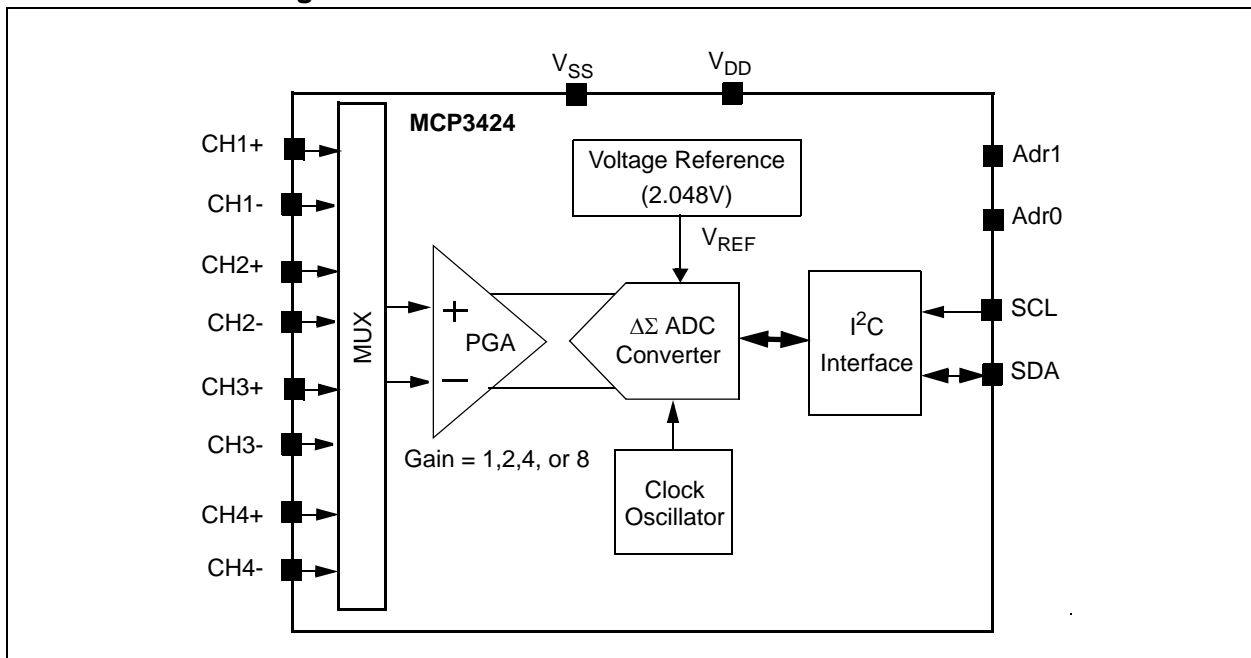 V_SS
V_DD
MCP3424
CH1+
CH1-
CH2+
CH2-
CH3+
CH3-
CH4+
CH4-
MUX
+
PGA
−
Gain = 1,2,4, or 8
Voltage Reference
(2.048V)
V_REF
ΔΣ ADC
Converter
Clock
Oscillator
I²C
Interface
Adr1
Adr0
SCL
SDA